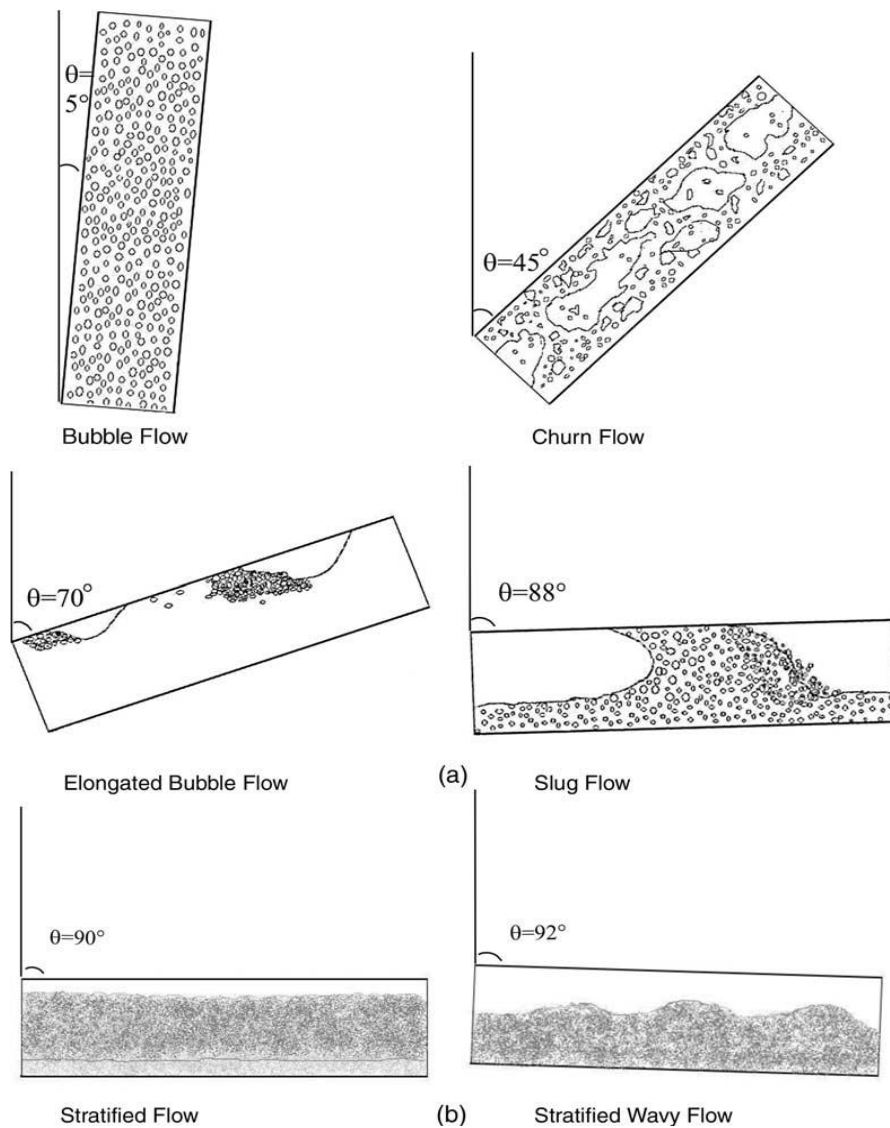 θ=
5°
θ=45°
Bubble Flow
Churn Flow
θ=70°
θ=88°
Elongated Bubble Flow
(a)
Slug Flow
θ=90°
θ=92°
Stratified Flow
(b)
Stratified Wavy Flow